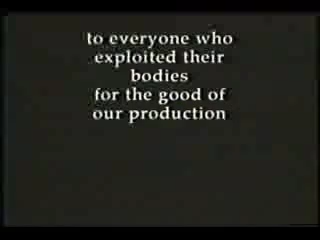 to everyone who
exploited their
bodies
for the good of
our production